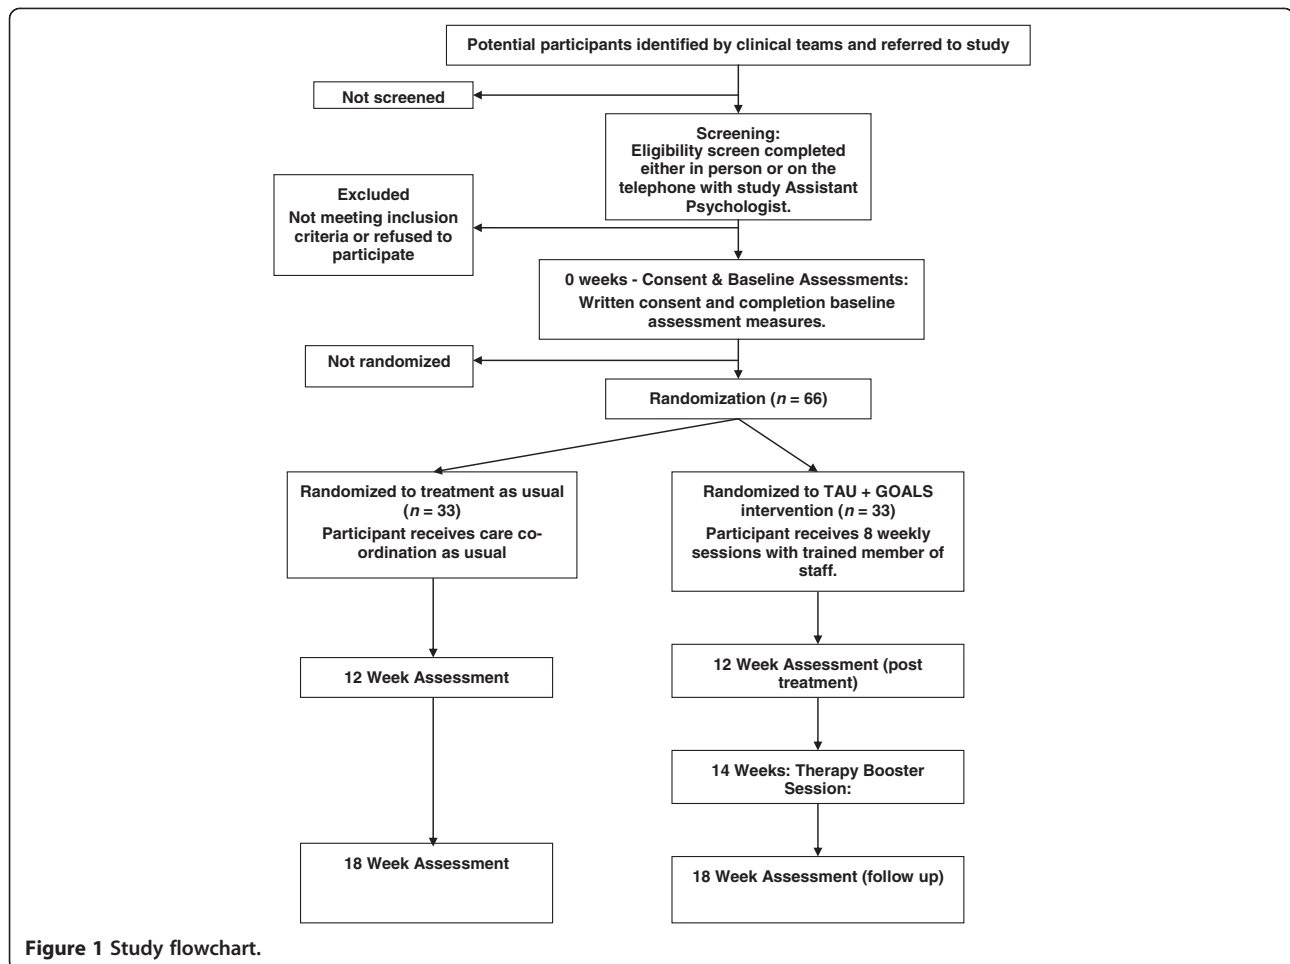 Potential participants identified by clinical teams and referred to study
Not screened
Screening:
Eligibility screen completed
either in person or on the
telephone with study Assistant
Psychologist.
Excluded
Not meeting inclusion
criteria or refused to
participate
0 weeks - Consent & Baseline Assessments:
Written consent and completion baseline
assessment measures.
Not randomized
Randomization (n = 66)
Randomized to treatment as usual
(n = 33)
Participant receives care co-
ordination as usual
Randomized to TAU + GOALS
intervention (n = 33)
Participant receives 8 weekly
sessions with trained member of
staff.
12 Week Assessment
12 Week Assessment (post
treatment)
14 Weeks: Therapy Booster
Session:
18 Week Assessment
18 Week Assessment (follow up)
Figure 1 Study flowchart.